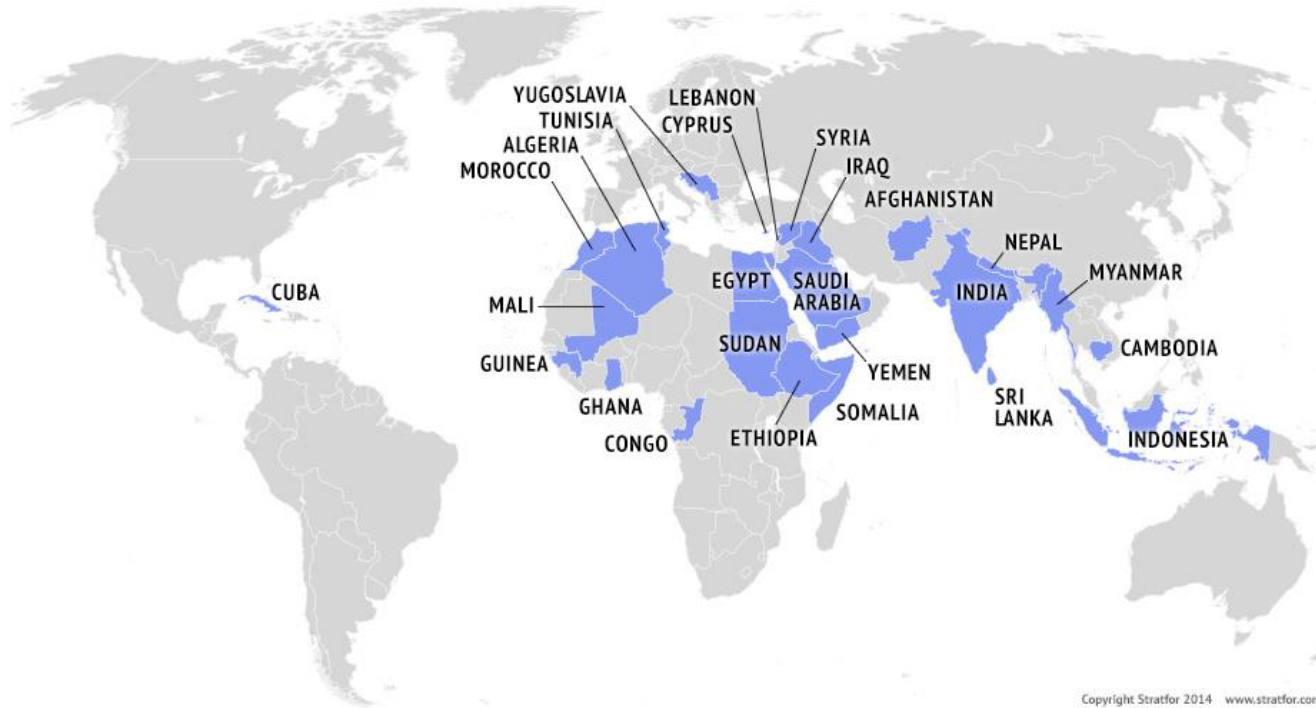 YUGOSLAVIA
TUNISIA
ALGERIA
MOROCCO
LEBANON
CYPRUS
SYRIA
IRAQ
AFGHANISTAN
NEPAL
MYANMAR
CUBA
MALI
EGYPT
SAUDI
ARABIA
INDIA
GUINEA
SUDAN
YEMEN
CAMBODIA
GHANA
CONGO
ETHIOPIA
SOMALIA
SRI
LANKA
INDONESIA
Copyright Stratfor 2014 www.stratfor.com